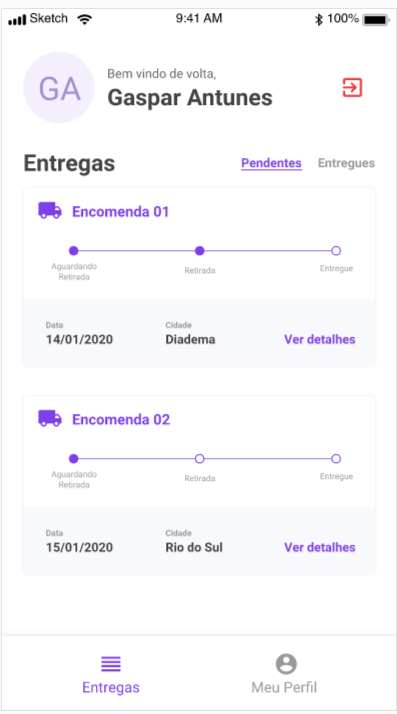 Sketch 9:41 AM 100%
GA
Bem vindo de volta,
Gaspar Antunes
Entregas Pendentes Entregues
Encomenda 01
Aguardando
Retirada Retirada Entregue
Data Cidade
14/01/2020 Diadema Ver detalhes
Encomenda 02
Aguardando
Retirada Retirada Entregue
Data Cidade
15/01/2020 Rio do Sul Ver detalhes
Entregas Meu Perfil